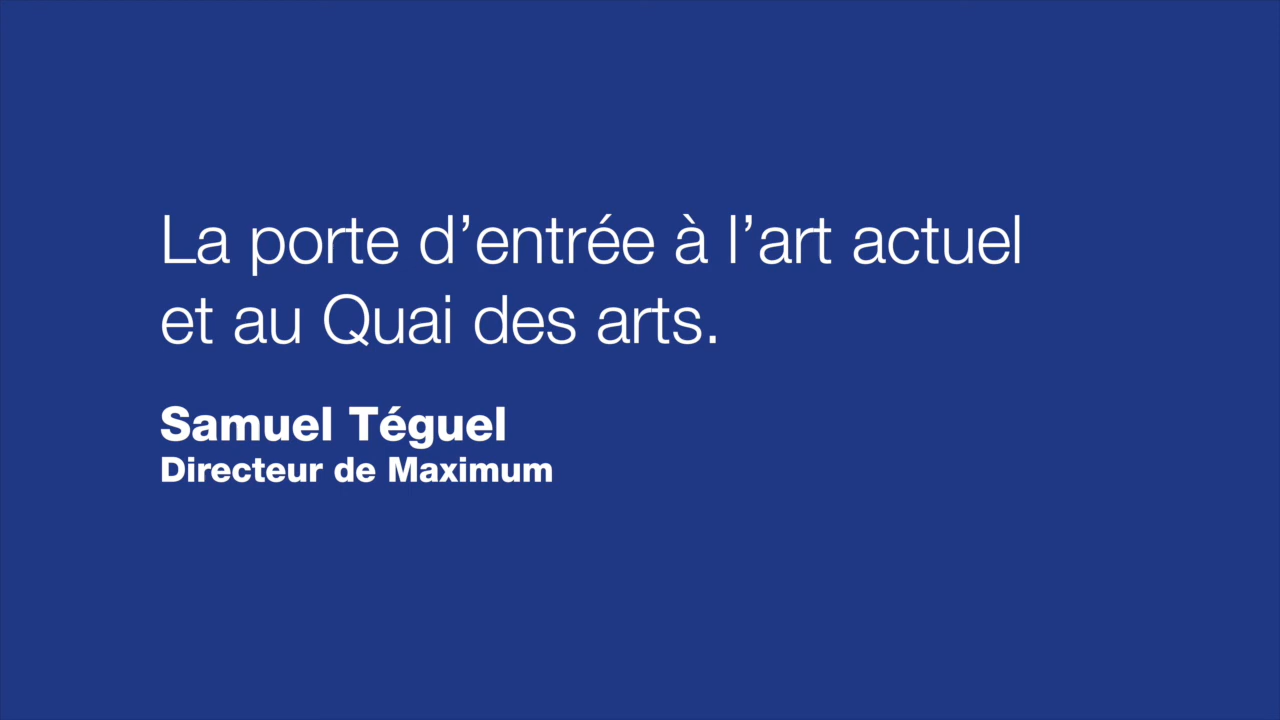 La porte d’entrée à l’art actuel
et au Quai des arts.
Samuel Téguel
Directeur de Maximum